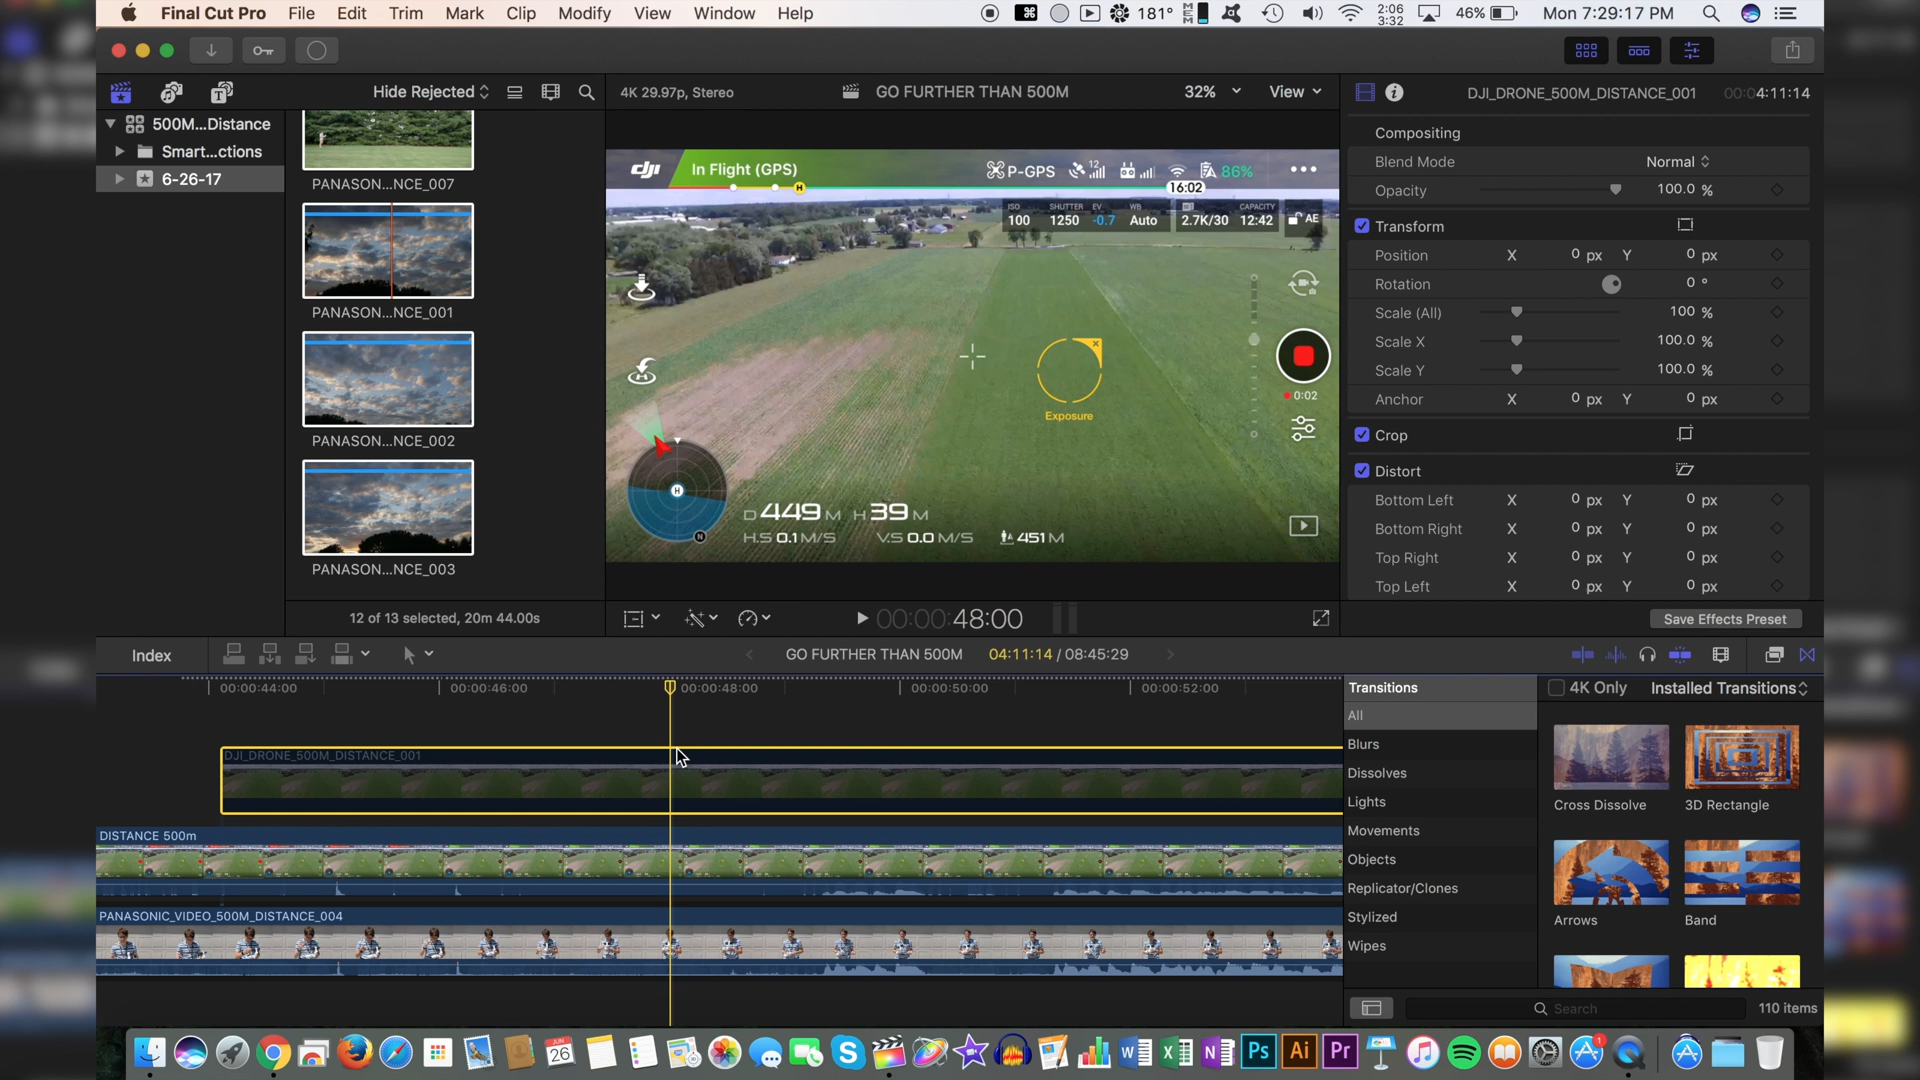 Final Cut Pro File Edit Trim Mark Clip Modify View Window Help 181° MEM 2:06 3:32 46% Mon 7:29:17 PM
Hide Rejected 4K 29.97p, Stereo GO FURTHER THAN 500M 32% View DJI_DRONE_500M_DISTANCE_001 00:04:11:14
500M...Distance
Smart...ctions
6-26-17
PANASON...NCE_007
PANASON...NCE_001
PANASON...NCE_002
PANASON...NCE_003
12 of 13 selected, 20m 44.00s
dji In Flight (GPS) P-GPS 12 86%
H 16:02
ISO SHUTTER EV WB CAPACITY
100 1250 -0.7 Auto 2.7K/30 12:42 AE
×
Exposure
0:02
H
N
D 449 M H 39 M
H.S 0.1 M/S V.S 0.0 M/S 451 M
00:00:48:00
Compositing
Blend Mode Normal
Opacity 100.0 %
Transform
Position X 0 px Y 0 px
Rotation 0 °
Scale (All) 100 %
Scale X 100.0 %
Scale Y 100.0 %
Anchor X 0 px Y 0 px
Crop
Distort
Bottom Left X 0 px Y 0 px
Bottom Right X 0 px Y 0 px
Top Right X 0 px Y 0 px
Top Left X 0 px Y 0 px
Save Effects Preset
Index GO FURTHER THAN 500M 04:11:14 / 08:45:29
00:00:44:00 00:00:46:00 00:00:48:00 00:00:50:00 00:00:52:00
DJI_DRONE_500M_DISTANCE_001
DISTANCE 500m
PANASONIC_VIDEO_500M_DISTANCE_004
Transitions 4K Only Installed Transitions
All
Blurs
Dissolves
Lights
Movements
Objects
Replicator/Clones
Stylized
Wipes
Cross Dissolve 3D Rectangle
Arrows Band
Search 110 items
JUN
26
W X N Ps Ai Pr
1